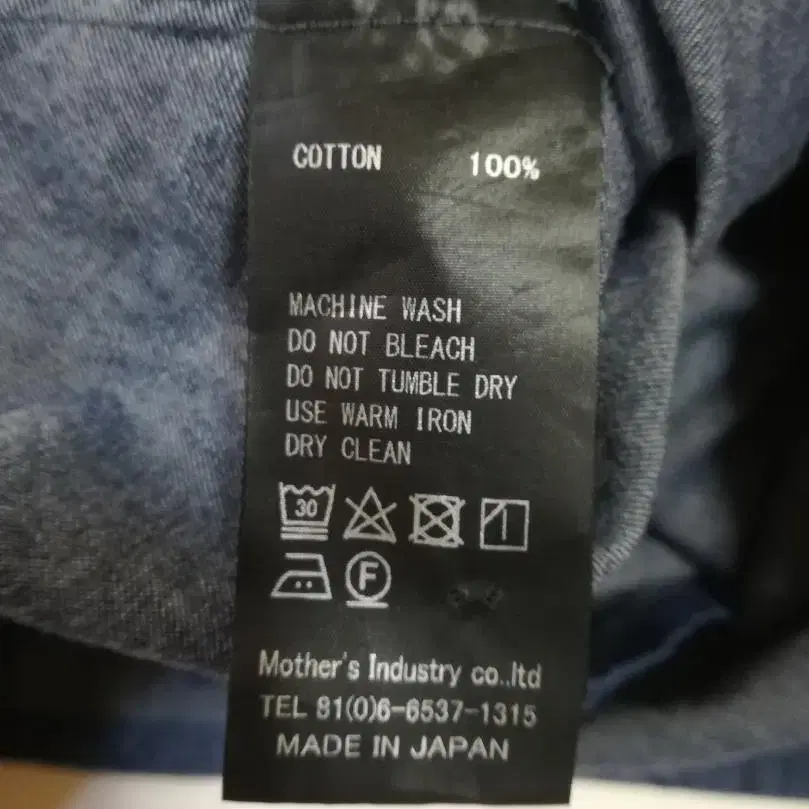 COTTON 100%
MACHINE WASH
DO NOT BLEACH
DO NOT TUMBLE DRY
USE WARM IRON
DRY CLEAN
30
F
Mother's Industry co.,ltd
TEL 81(0)6-6537-1315
MADE IN JAPAN